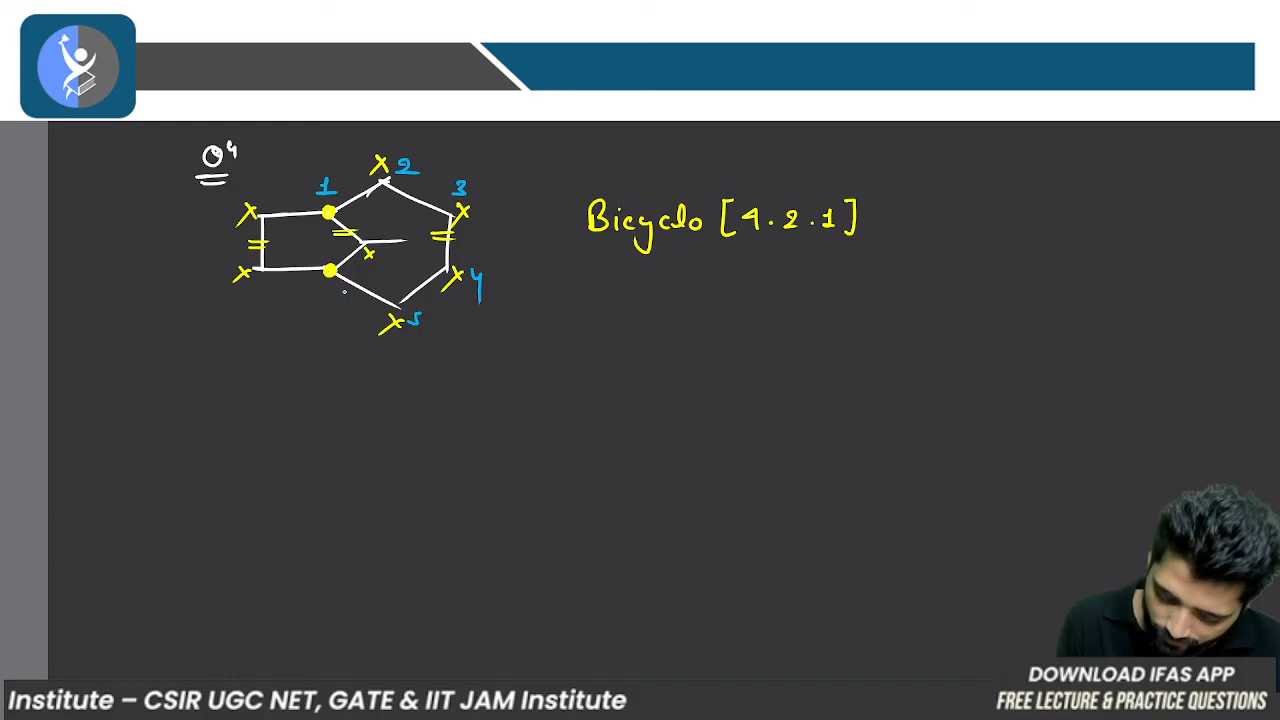 Q4
X 2
1
3
X
X
x
X
X 4
X 5
Bicyclo [4.2.1]
DOWNLOAD IFAS APP
FREE LECTURE & PRACTICE QUESTIONS
Institute – CSIR UGC NET, GATE & IIT JAM Institute